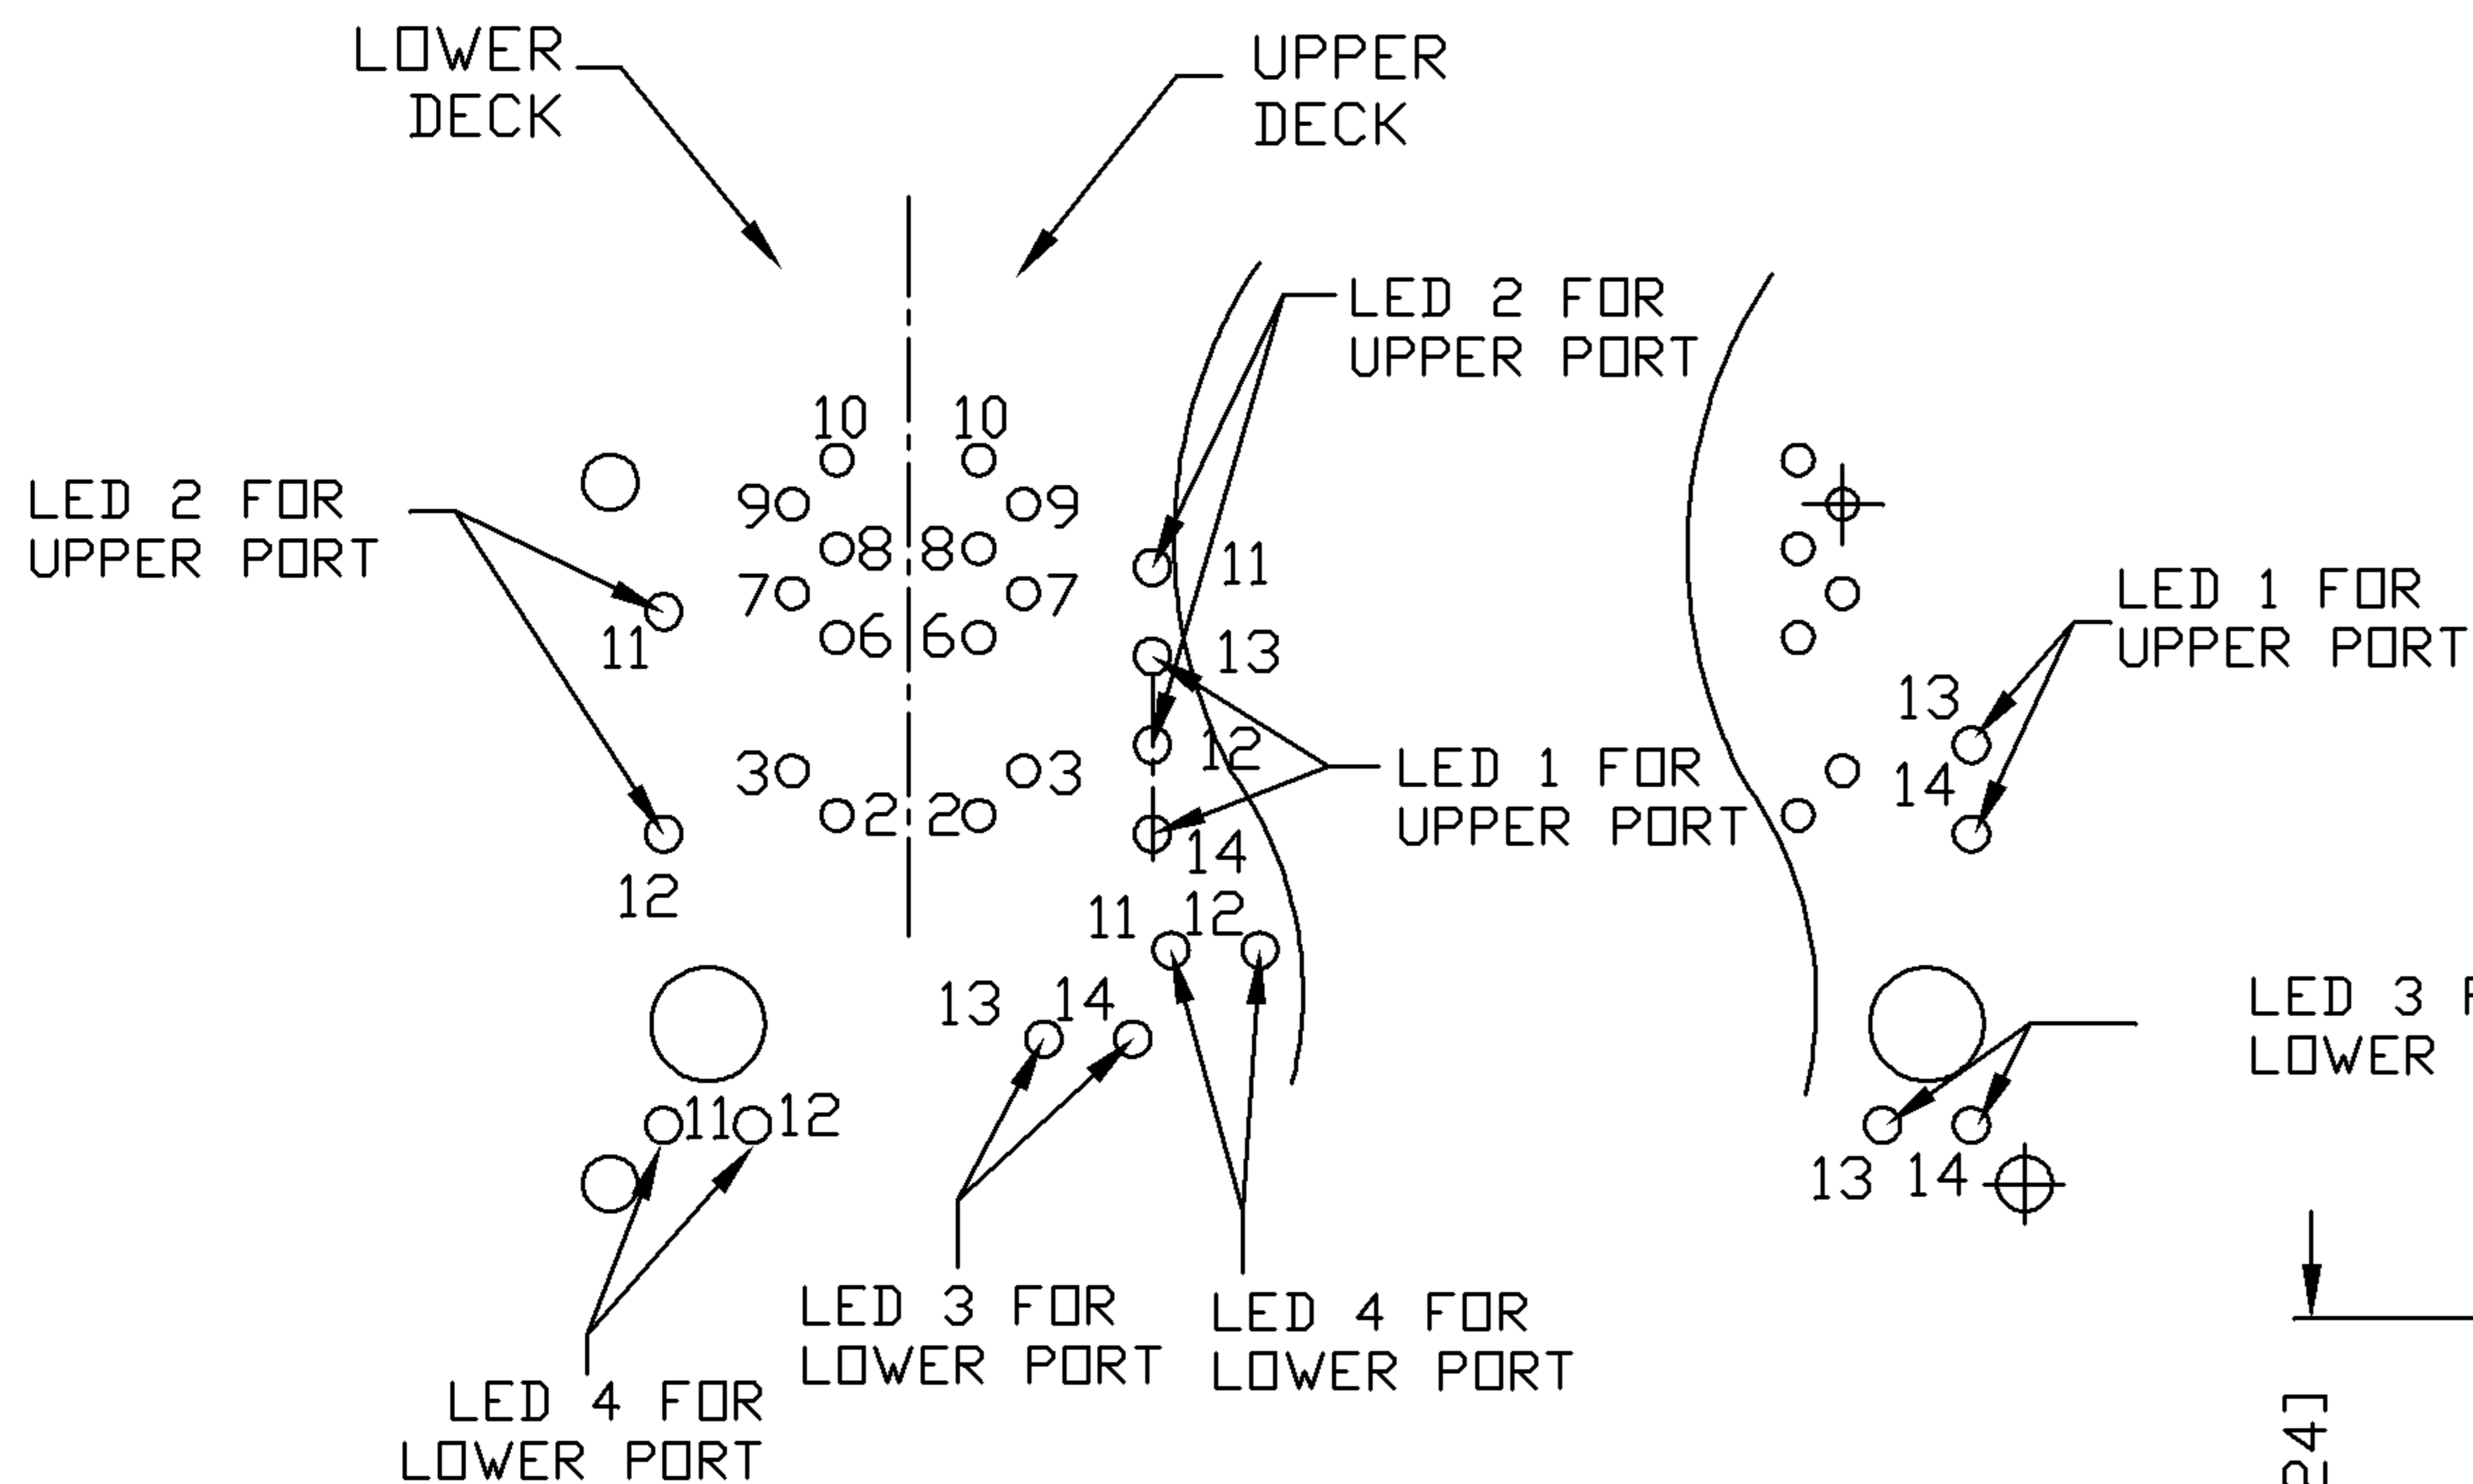 LOWER
DECK
UPPER
DECK
LED 2 FOR
UPPER PORT
10 10
LED 2 FOR
UPPER PORT
9 9
8 8
11
7 7
LED 1 FOR
UPPER PORT
11
6 6
13
13
3 3
12
LED 1 FOR
UPPER PORT
14
2 2
14
12
11 12
13 14
LED 3 F
LOWER
11 12
13 14
LED 3 FOR
LOWER PORT
LED 4 FOR
LOWER PORT
LED 4 FOR
LOWER PORT
24]